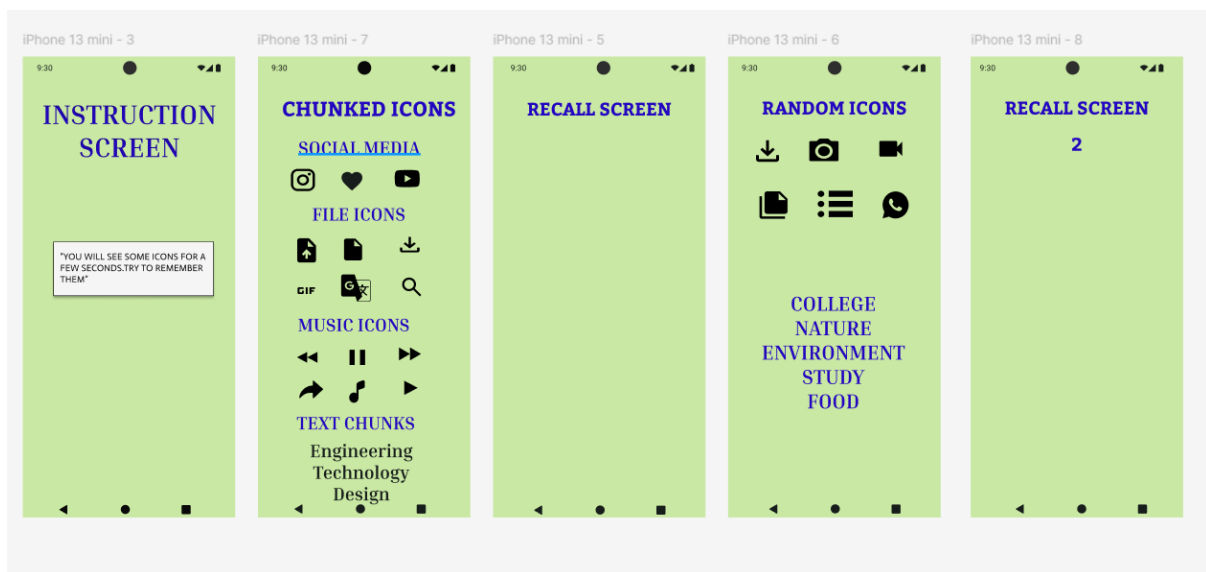 iPhone 13 mini - 3
9:30
INSTRUCTION
SCREEN
"YOU WILL SEE SOME ICONS FOR A
FEW SECONDS.TRY TO REMEMBER
THEM"
iPhone 13 mini - 7
9:30
CHUNKED ICONS
SOCIAL MEDIA
FILE ICONS
GIF
G
MUSIC ICONS
TEXT CHUNKS
Engineering
Technology
Design
iPhone 13 mini - 5
9:30
RECALL SCREEN
iPhone 13 mini - 6
9:30
RANDOM ICONS
COLLEGE
NATURE
ENVIRONMENT
STUDY
FOOD
iPhone 13 mini - 8
9:30
RECALL SCREEN
2